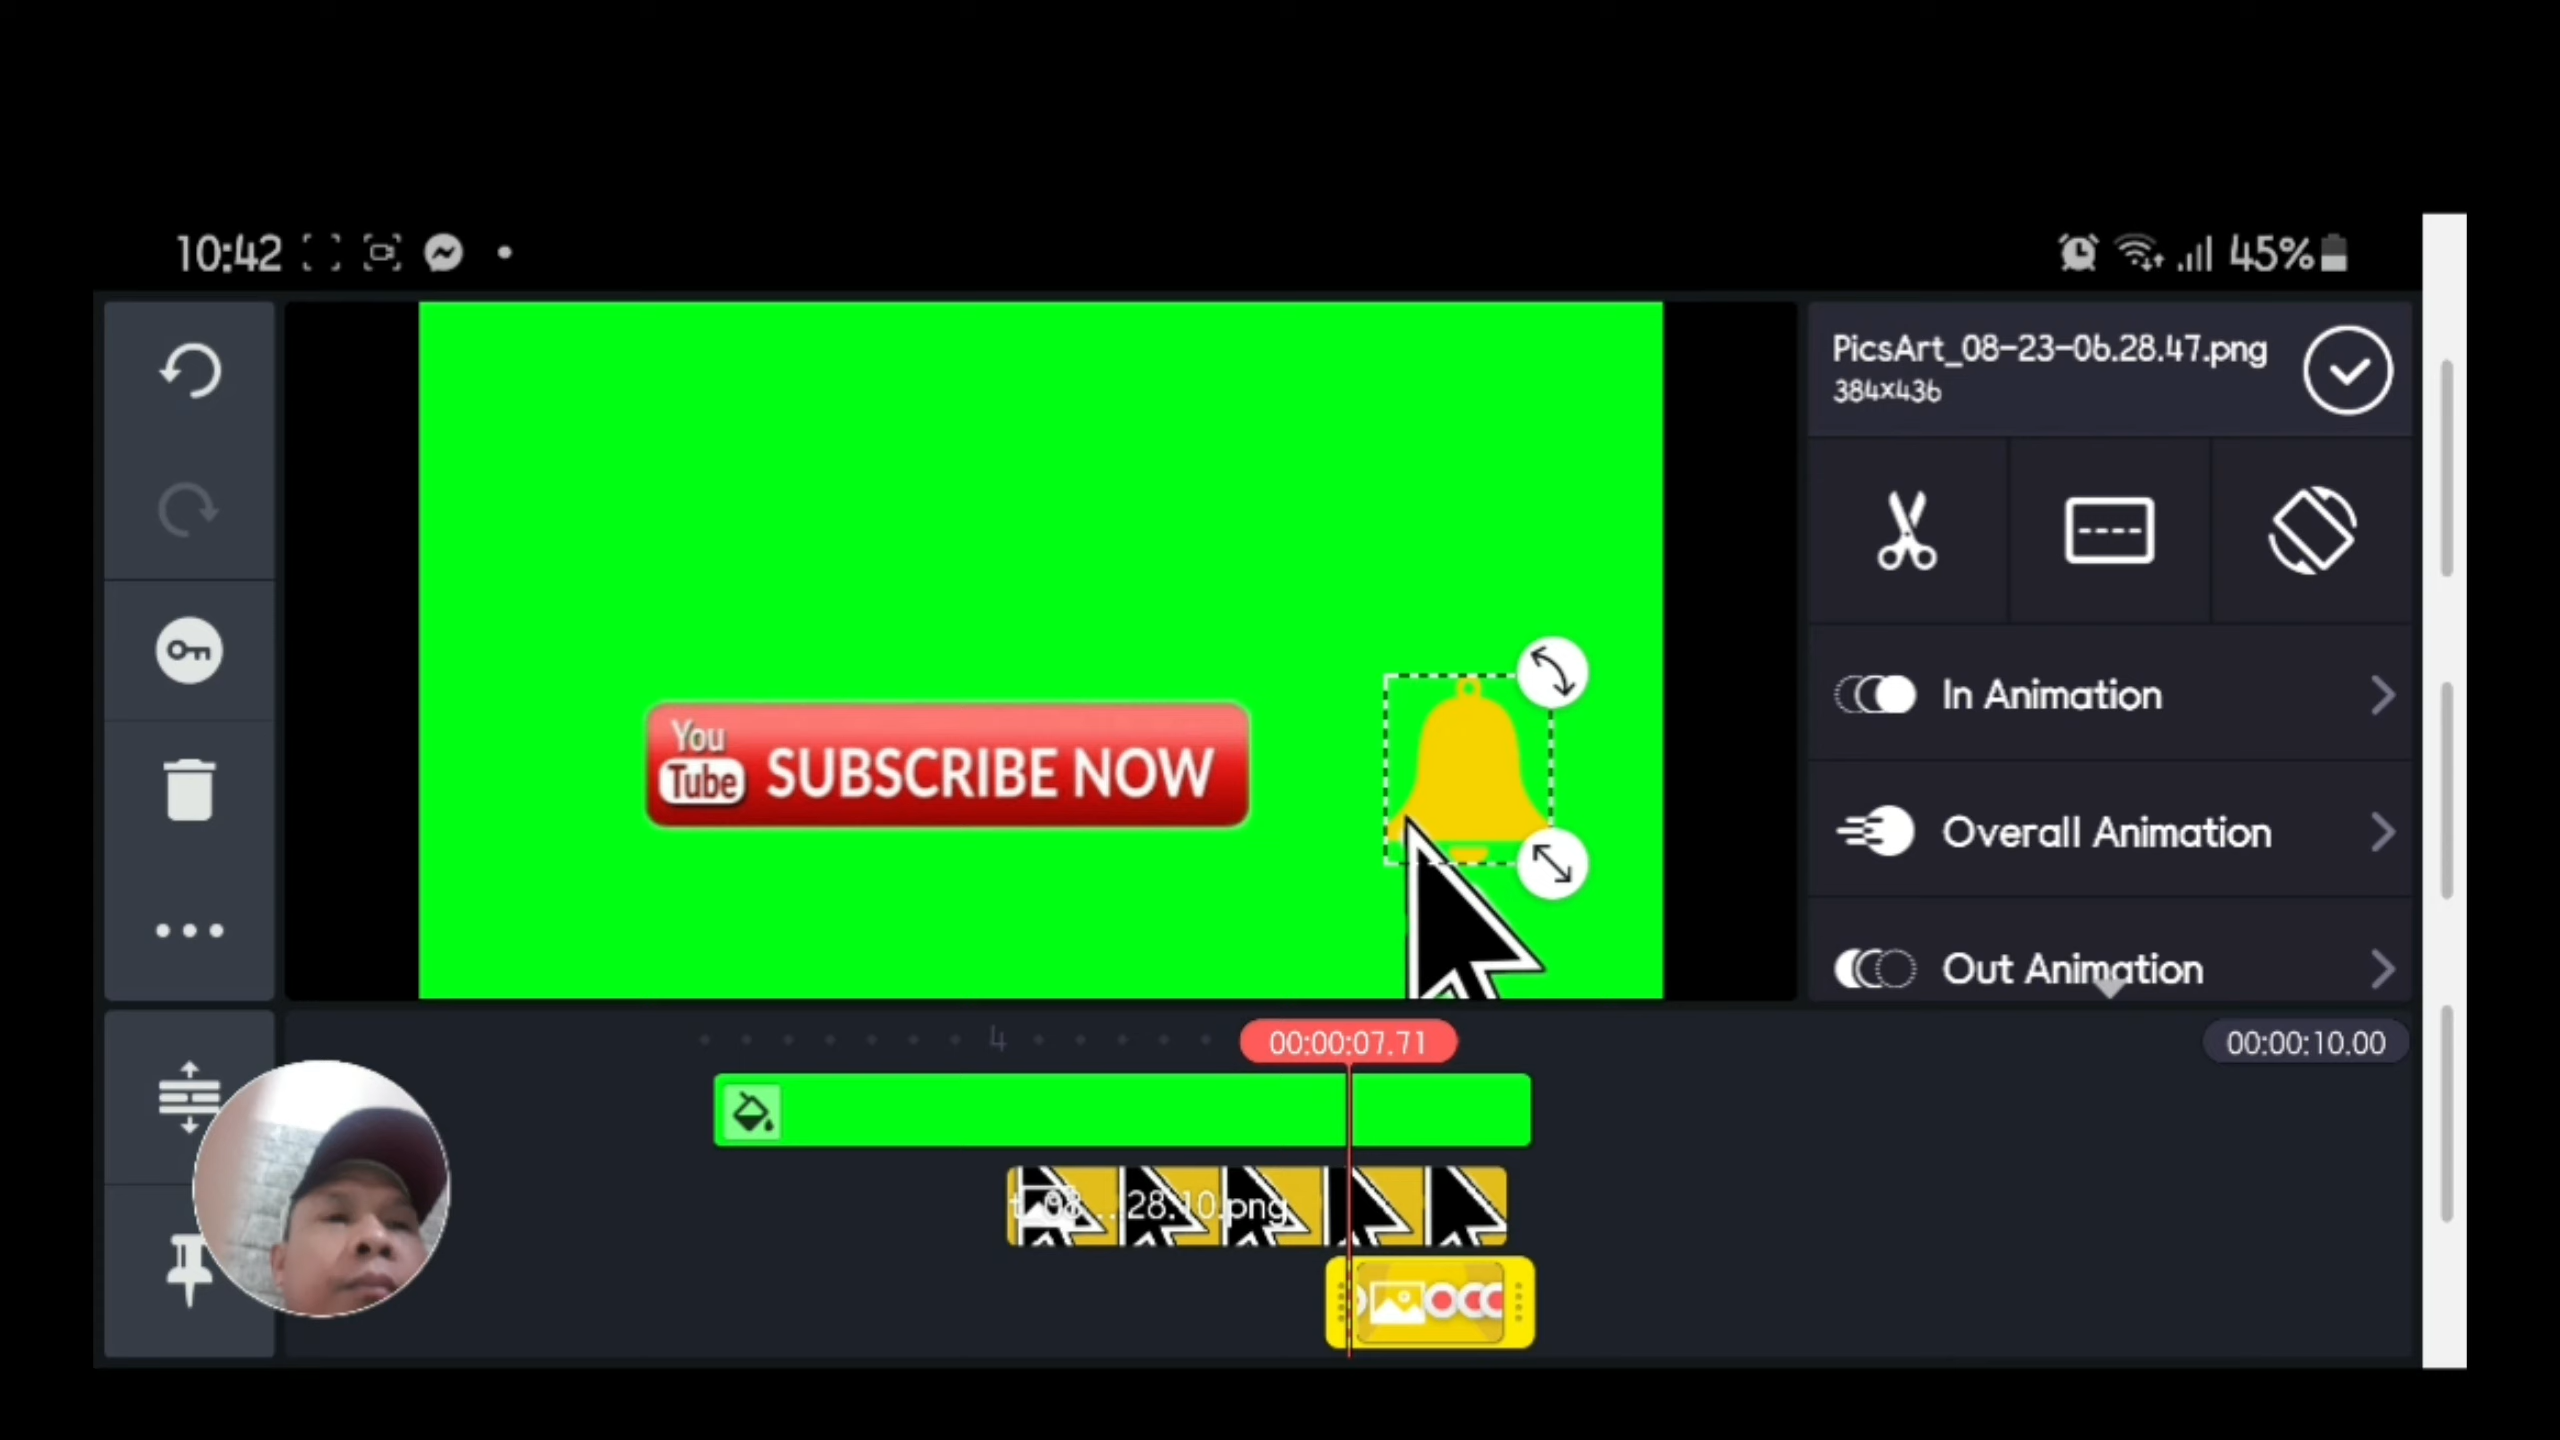 10:42
45%
PicsArt_08-23-06.28.47.png
384x436
You
Tube
SUBSCRIBE NOW
In Animation
Overall Animation
Out Animation
4
00:00:07.71
00:00:10.00
t_08...28.10.png